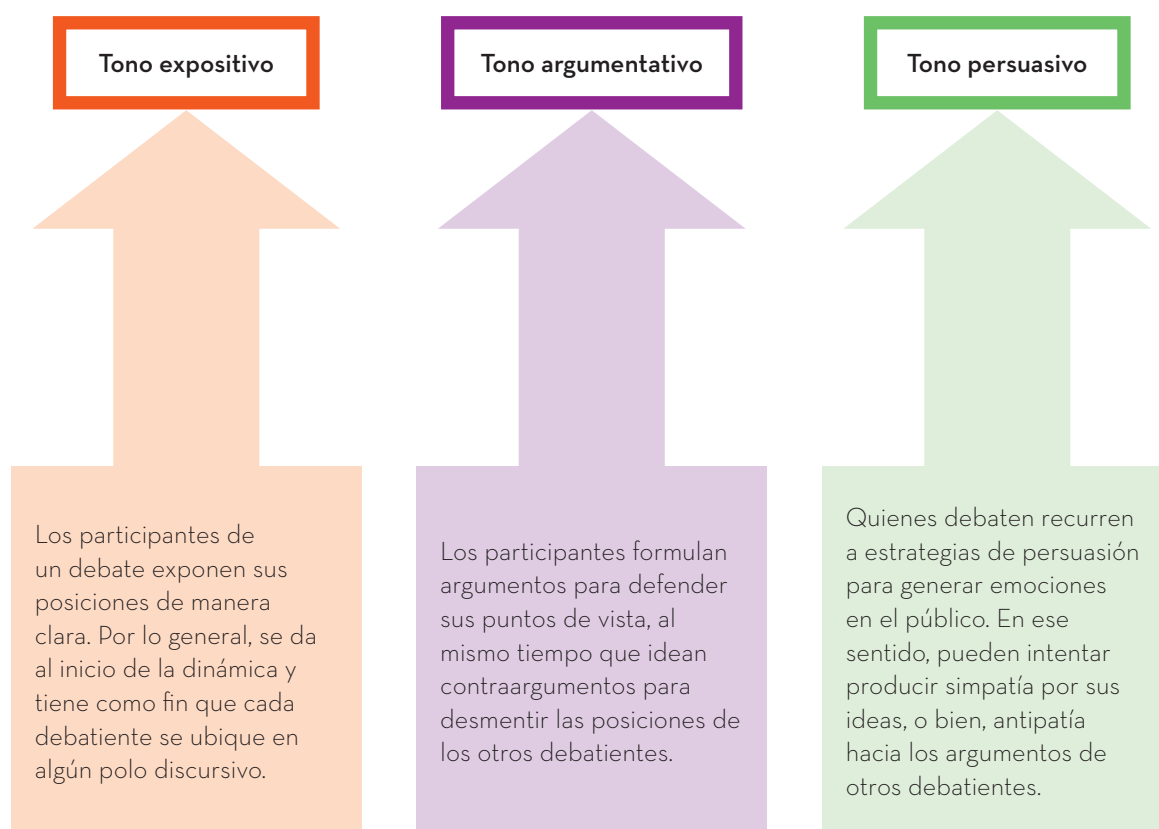 Tono expositivo
Los participantes de
un debate exponen sus
posiciones de manera
clara. Por lo general, se da
al inicio de la dinámica y
tiene como fin que cada
debatiente se ubique en
algún polo discursivo.
Tono argumentativo
Los participantes formulan
argumentos para defender
sus puntos de vista, al
mismo tiempo que idean
contraargumentos para
desmentir las posiciones de
los otros debatientes.
Tono persuasivo
Quienes debaten recurren
a estrategias de persuasión
para generar emociones
en el público. En ese
sentido, pueden intentar
producir simpatía por sus
ideas, o bien, antipatía
hacia los argumentos de
otros debatientes.